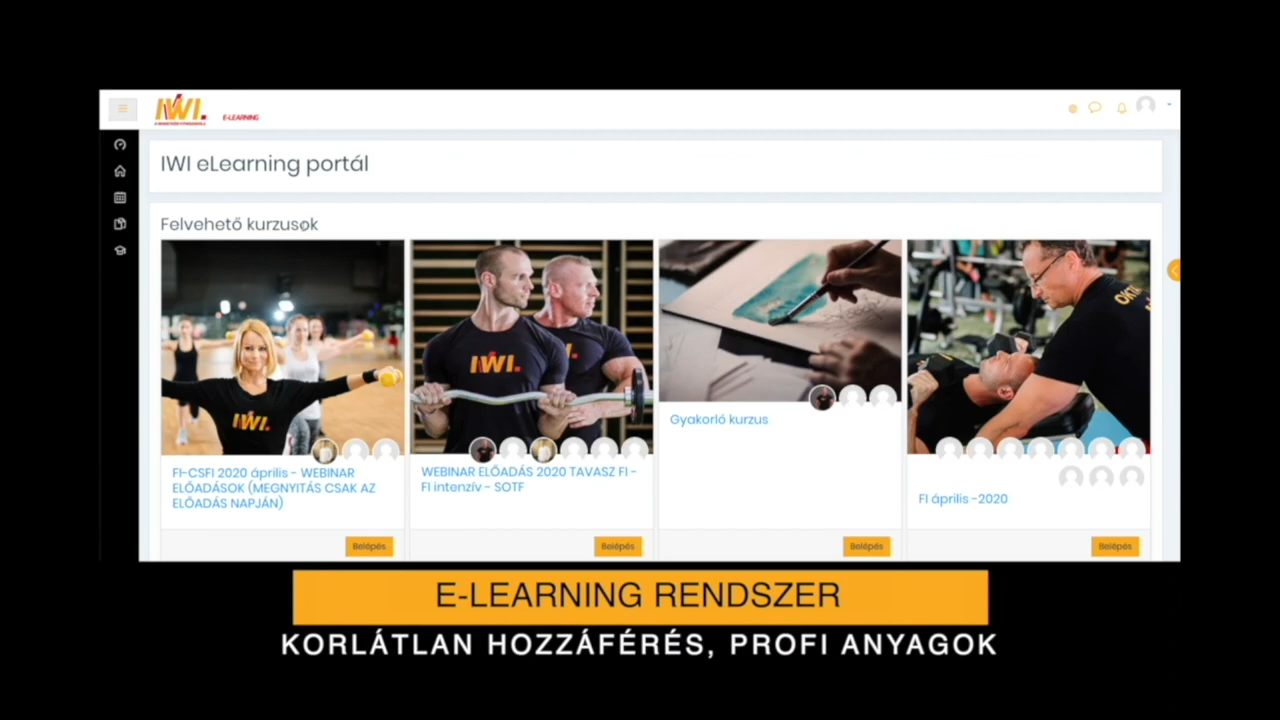 IWI.
E-LEARNING
IWI eLearning portál
Felvehető kurzusok
IWI.
IWI.
OKTA
Gyakorló kurzus
FI-CSFI 2020 április - WEBINAR
ELŐADÁSOK (MEGNYITÁS CSAK AZ
ELŐADÁS NAPJÁN)
WEBINAR ELŐADÁS 2020 TAVASZ FI -
FI intenzív - SOTF
FI április -2020
Belépés
Belépés
Belépés
Belépés
E-LEARNING RENDSZER
KORLÁTLAN HOZZÁFÉRÉS, PROFI ANYAGOK